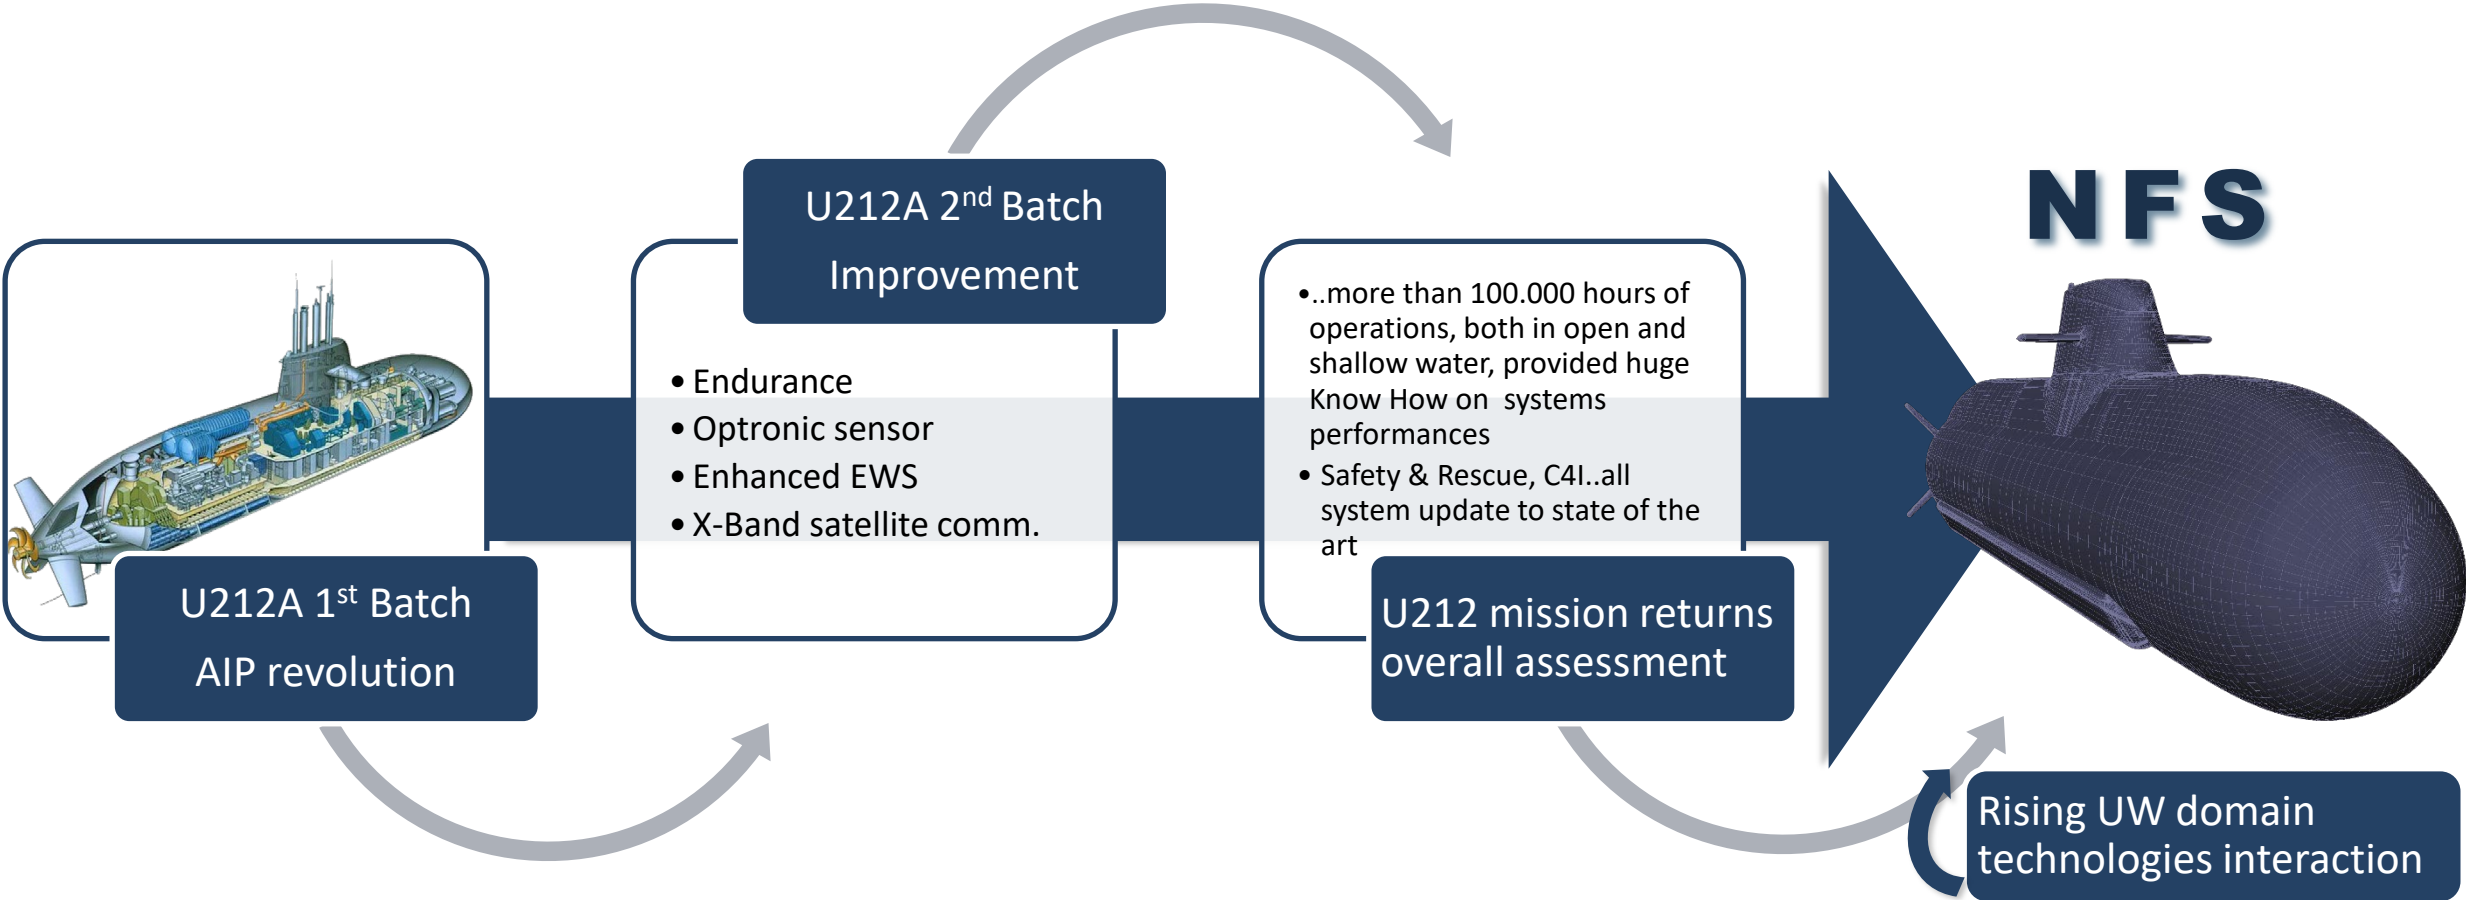 U212A 1st Batch
AIP revolution
U212A 2nd Batch
Improvement
• Endurance
• Optronic sensor
• Enhanced EWS
• X-Band satellite comm.
•..more than 100.000 hours of
operations, both in open and
shallow water, provided huge
Know How on systems
performances
• Safety & Rescue, C4I..all
system update to state of the
art
U212 mission returns
overall assessment
NFS
Rising UW domain
technologies interaction